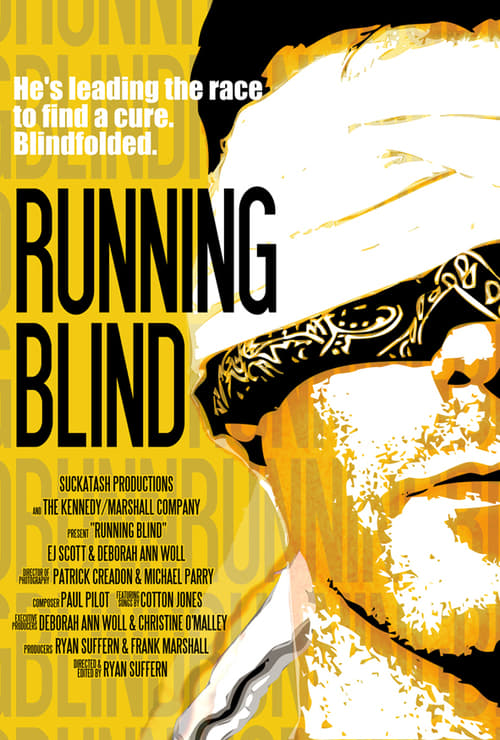 He's leading the race
to find a cure.
Blindfolded.
RUNNING
BLIND
SUCKATASH PRODUCTIONS
AND THE KENNEDY/MARSHALL COMPANY
PRESENT "RUNNING BLIND"
EJ SCOTT & DEBORAH ANN WOLL
DIRECTOR OF PHOTOGRAPHY PATRICK CREADON & MICHAEL PARRY
COMPOSER PAUL PILOT FEATURING SONGS BY COTTON JONES
EXECUTIVE PRODUCERS DEBORAH ANN WOLL & CHRISTINE O'MALLEY
PRODUCERS RYAN SUFFERN & FRANK MARSHALL
DIRECTED & EDITED BY RYAN SUFFERN